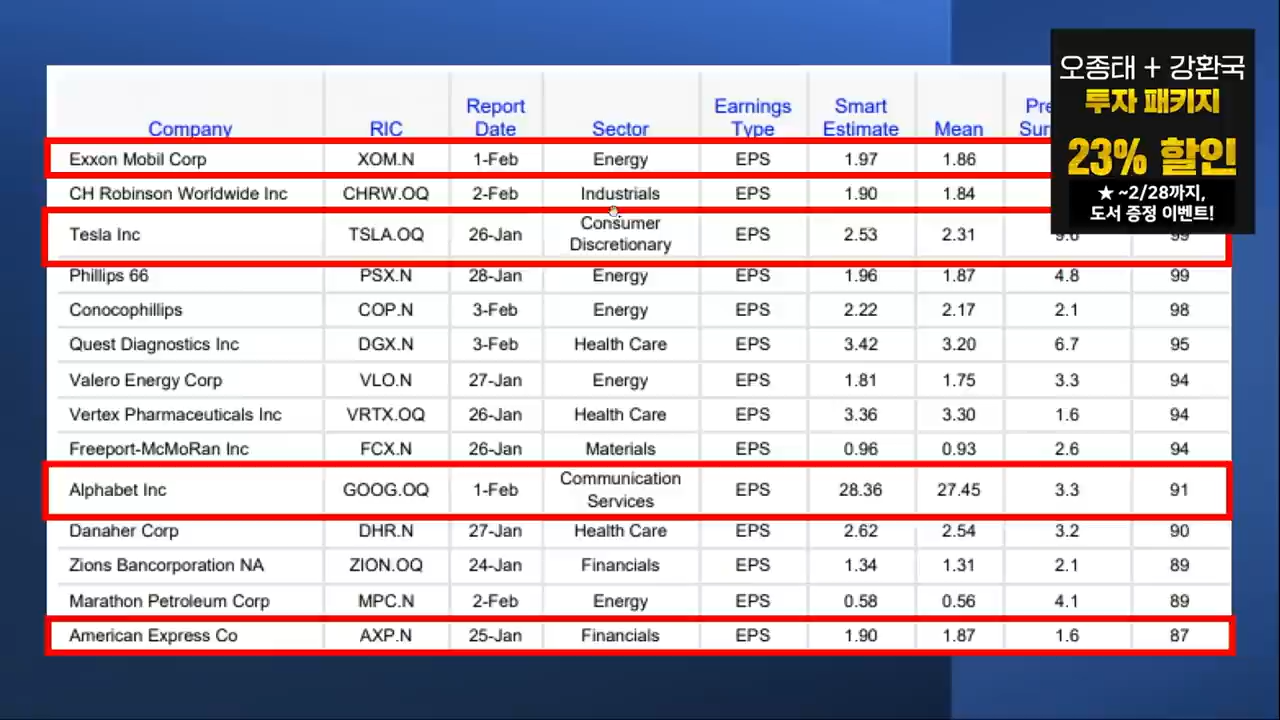 Company RIC Report Date Sector Earnings Type Smart Estimate Mean
Exxon Mobil Corp XOM.N 1-Feb Energy EPS 1.97 1.86
CH Robinson Worldwide Inc CHRW.OQ 2-Feb Industrials EPS 1.90 1.84
Tesla Inc TSLA.OQ 26-Jan Consumer Discretionary EPS 2.53 2.31
Phillips 66 PSX.N 28-Jan Energy EPS 1.96 1.87 4.8 99
Conocophillips COP.N 3-Feb Energy EPS 2.22 2.17 2.1 98
Quest Diagnostics Inc DGX.N 3-Feb Health Care EPS 3.42 3.20 6.7 95
Valero Energy Corp VLO.N 27-Jan Energy EPS 1.81 1.75 3.3 94
Vertex Pharmaceuticals Inc VRTX.OQ 26-Jan Health Care EPS 3.36 3.30 1.6 94
Freeport-McMoRan Inc FCX.N 26-Jan Materials EPS 0.96 0.93 2.6 94
Alphabet Inc GOOG.OQ 1-Feb Communication Services EPS 28.36 27.45 3.3 91
Danaher Corp DHR.N 27-Jan Health Care EPS 2.62 2.54 3.2 90
Zions Bancorporation NA ZION.OQ 24-Jan Financials EPS 1.34 1.31 2.1 89
Marathon Petroleum Corp MPC.N 2-Feb Energy EPS 0.58 0.56 4.1 89
American Express Co AXP.N 25-Jan Financials EPS 1.90 1.87 1.6 87
오종태 + 강환국
투자 패키지
23% 할인
★ ~2/28까지,
도서 증정 이벤트!